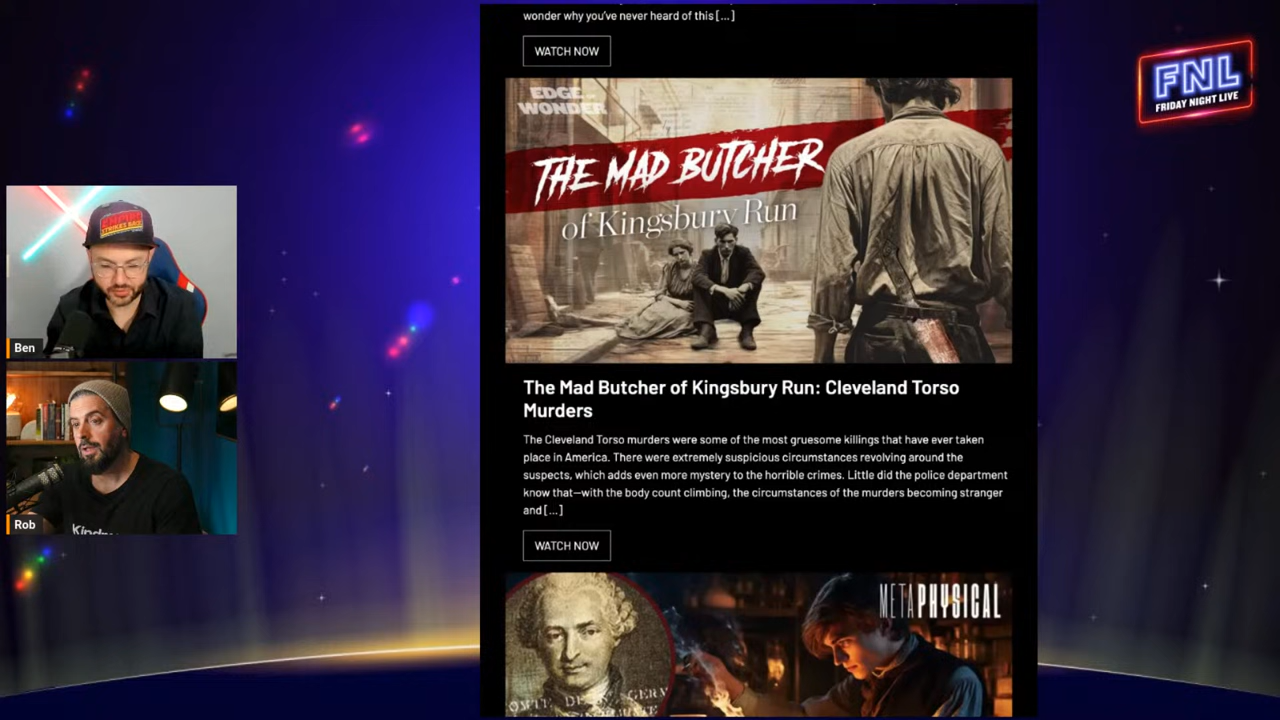 wonder why you've never heard of this [...]
WATCH NOW
EDGE OF
WONDER
THE MAD BUTCHER
of Kingsbury Run
FNL
FRIDAY NIGHT LIVE
Ben
Rob
The Mad Butcher of Kingsbury Run: Cleveland Torso
Murders
The Cleveland Torso murders were some of the most gruesome killings that have ever taken
place in America. There were extremely suspicious circumstances revolving around the
suspects, which adds even more mystery to the horrible crimes. Little did the police department
know that—with the body count climbing, the circumstances of the murders becoming stranger
and [...]
WATCH NOW
METAPHYSICAL